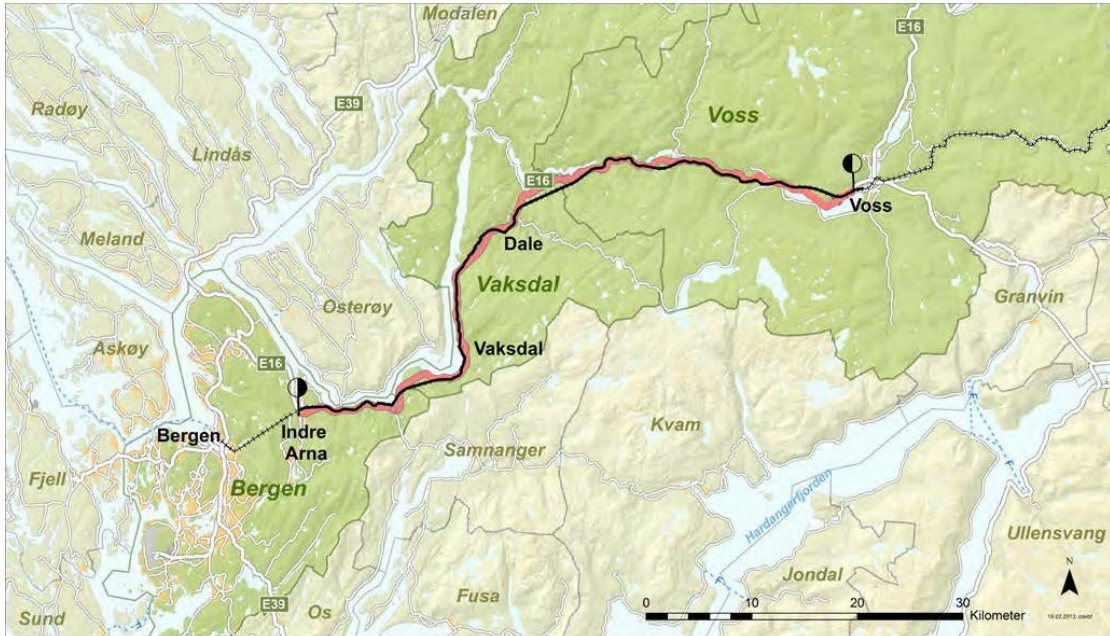 Modalen
E16
Radøy
E39
Voss
Lindås
E16
Voss
Meland
Dale
Vaksdal
Granvin
Osterøy
Askøy
Vaksdal
E16
Kvam
Bergen
Indre
Arna
Samnanger
Fjell
Bergen
Hardangerfjorden
Ullensvang
N
Jondal
Fusa
E39
Os
Sund
0 10 20 30
Kilometer